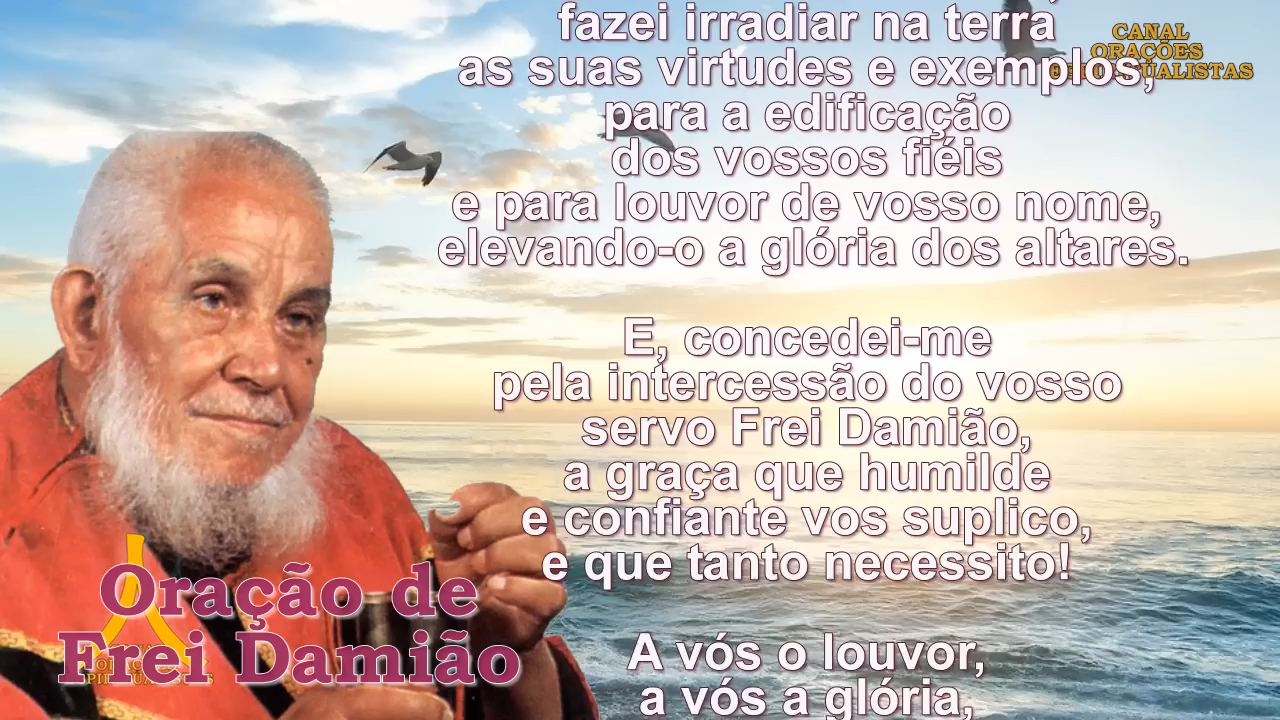 fazei irradiar na terra
as suas virtudes e exemplos,
para a edificação
dos vossos fiéis
e para louvor de vosso nome,
elevando-o a glória dos altares.
E, concedei-me
pela intercessão do vosso
servo Frei Damião,
a graça que humilde
e confiante vos suplico,
e que tanto necessito!
A vós o louvor,
a vós a glória,
CANAL
ORAÇÕES
Oração de
Frei Damião